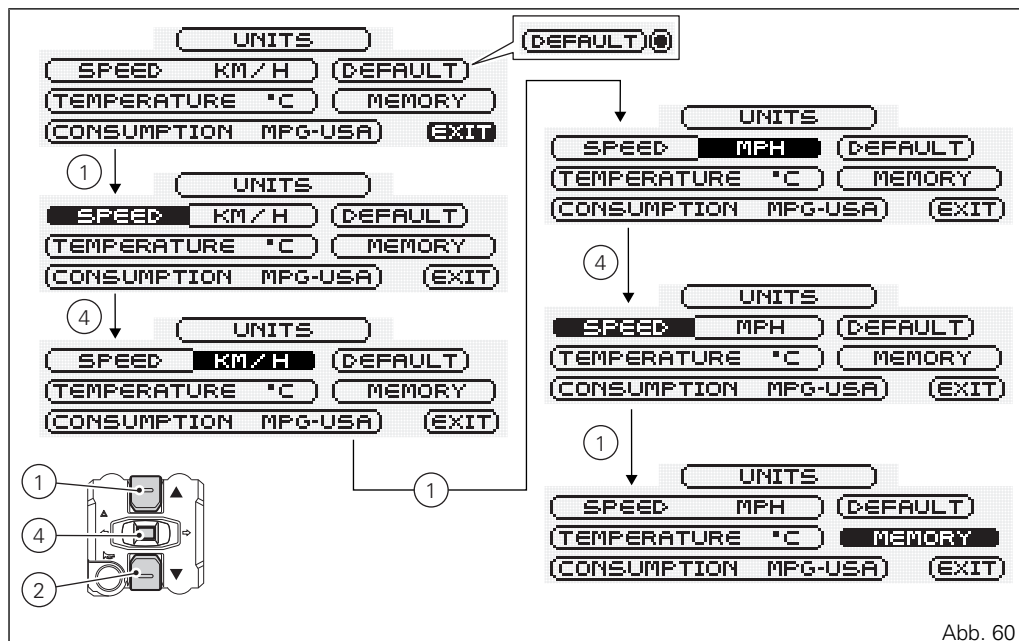 UNITS
SPEED KM/H DEFAULT
TEMPERATURE °C MEMORY
CONSUMPTION MPG-USA EXIT
DEFAULT
1
UNITS
SPEED KM/H DEFAULT
TEMPERATURE °C MEMORY
CONSUMPTION MPG-USA EXIT
4
UNITS
SPEED KM/H DEFAULT
TEMPERATURE °C MEMORY
CONSUMPTION MPG-USA EXIT
1
UNITS
SPEED MPH DEFAULT
TEMPERATURE °C MEMORY
CONSUMPTION MPG-USA EXIT
4
UNITS
SPEED MPH DEFAULT
TEMPERATURE °C MEMORY
CONSUMPTION MPG-USA EXIT
1
UNITS
SPEED MPH DEFAULT
TEMPERATURE °C MEMORY
CONSUMPTION MPG-USA EXIT
1
4
2
Abb. 60